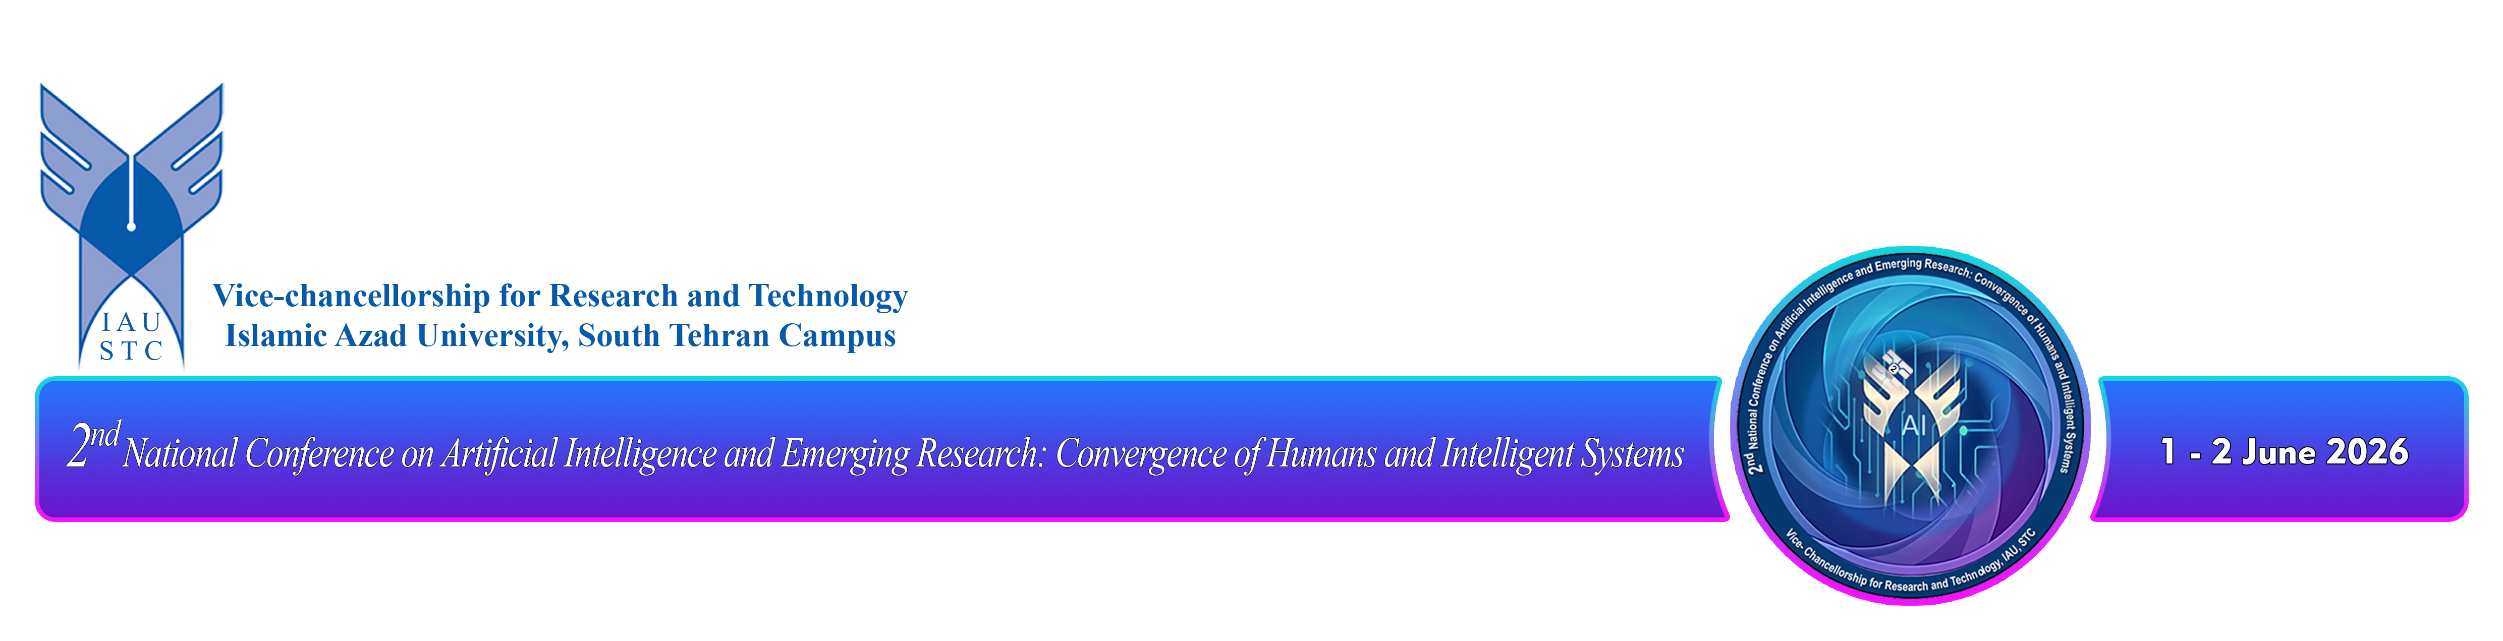 IAU
STC
Vice-chancellorship for Research and Technology
Islamic Azad University, South Tehran Campus
2nd National Conference on Artificial Intelligence and Emerging Research: Convergence of Humans and Intelligent Systems
2nd National Conference on Artificial Intelligence and Emerging Research: Convergence of Humans and Intelligent Systems
2
AI
Vice- Chancellorship for Research and Technology, IAU, STC
1 - 2 June 2026